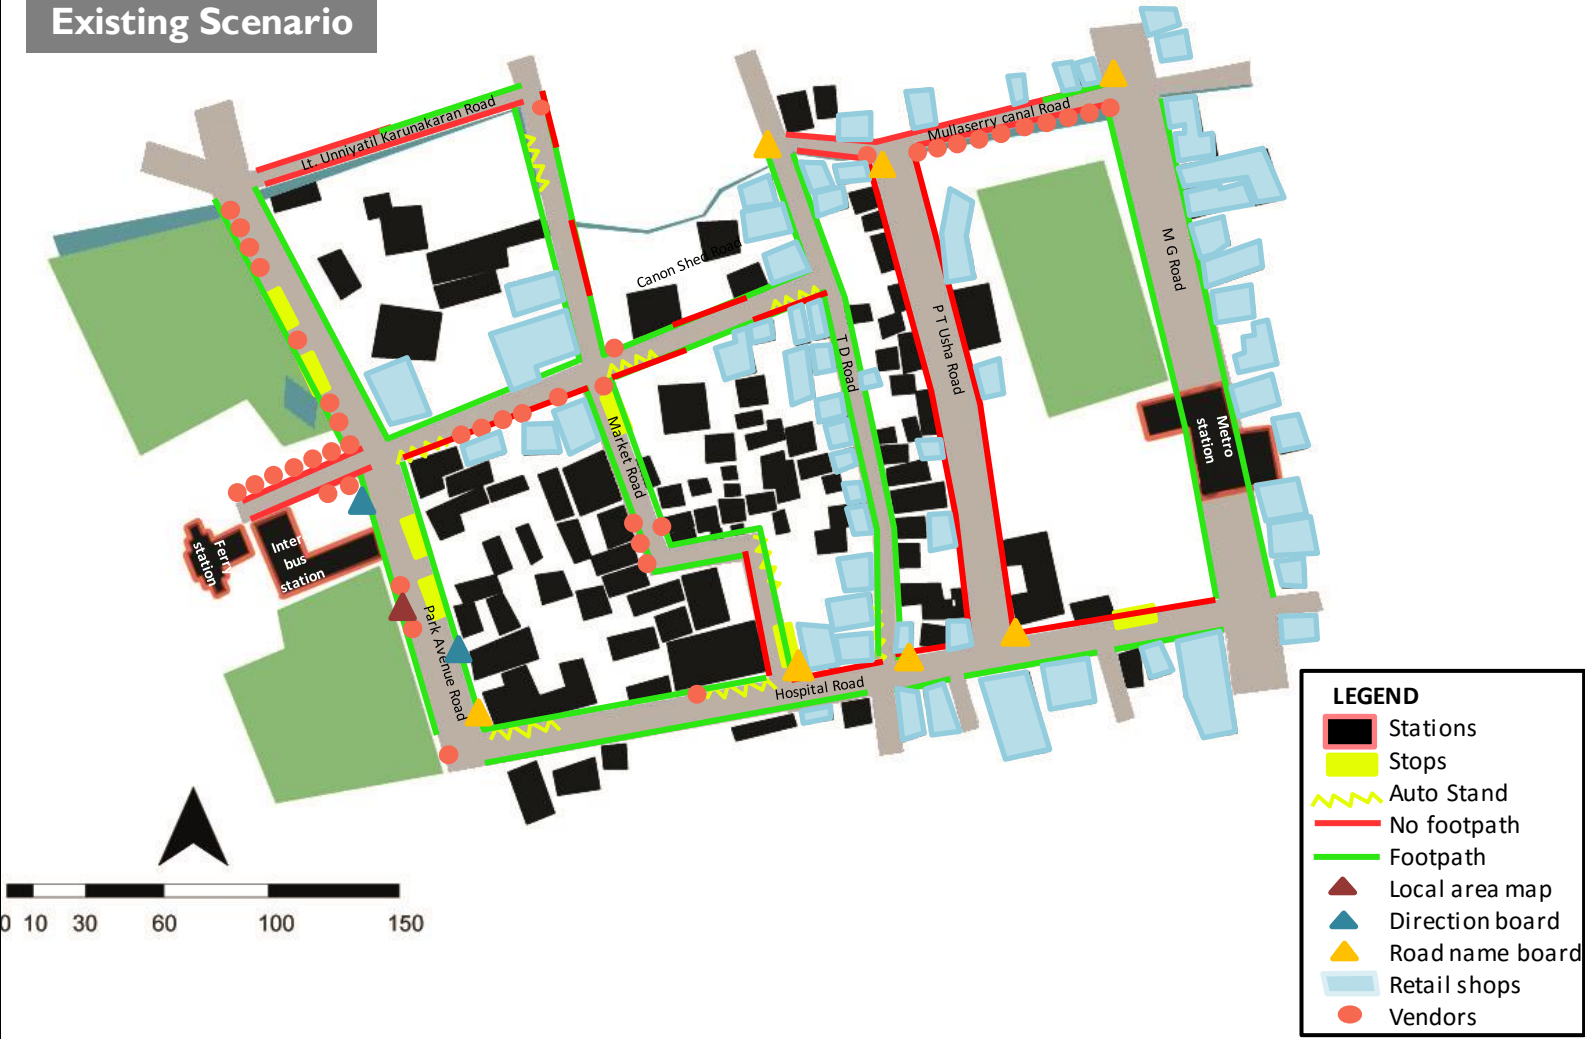 Existing Scenario
Lt. Unniyatil Karunakaran Road
Mullaserry canal Road
Canon Shed Road
M G Road
P T Usha Road
T D Road
Market Road
Metro
station
Ferry
station
Inter
bus
station
Park Avenue Road
Hospital Road
LEGEND
Stations
Stops
Auto Stand
No footpath
Footpath
Local area map
Direction board
Road name board
Retail shops
Vendors
0 10 30 60 100 150